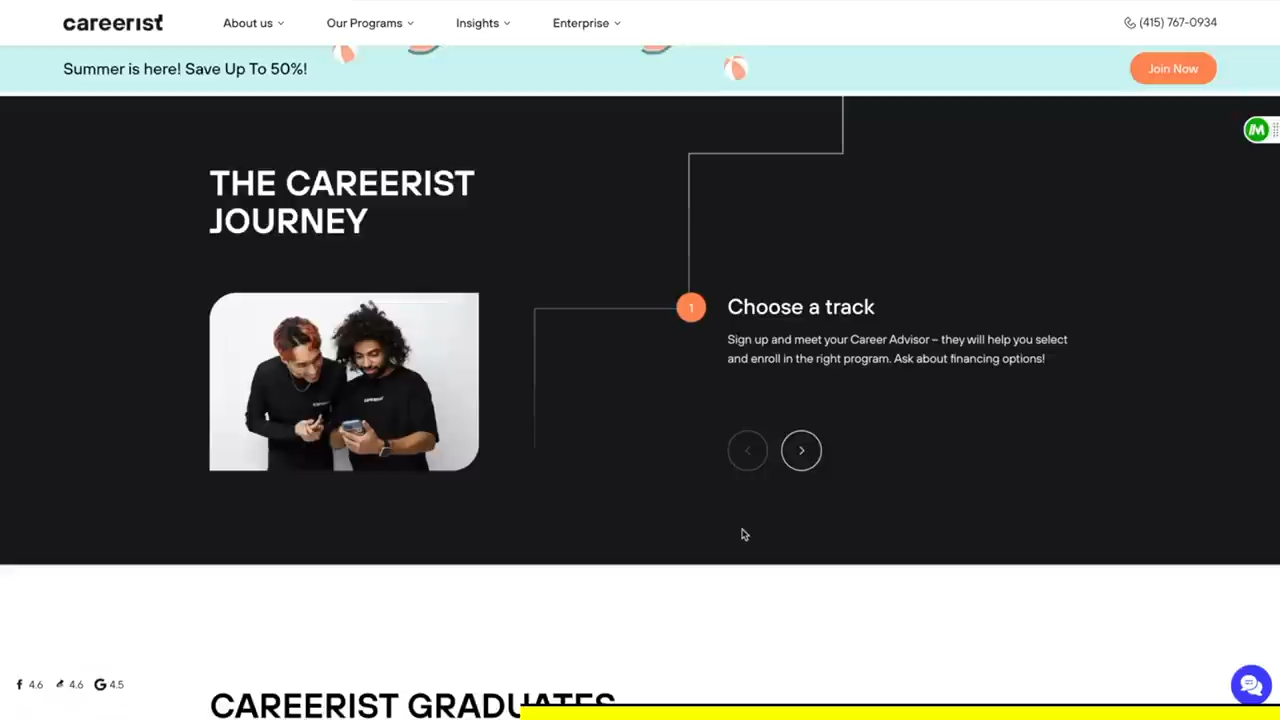 careerist
About us
Our Programs
Insights
Enterprise
(415) 767-0934
Summer is here! Save Up To 50%!
Join Now
THE CAREERIST
JOURNEY
1
Choose a track
Sign up and meet your Career Advisor – they will help you select
and enroll in the right program. Ask about financing options!
4.6
4.6
4.5
CAREERIST GRADUATES